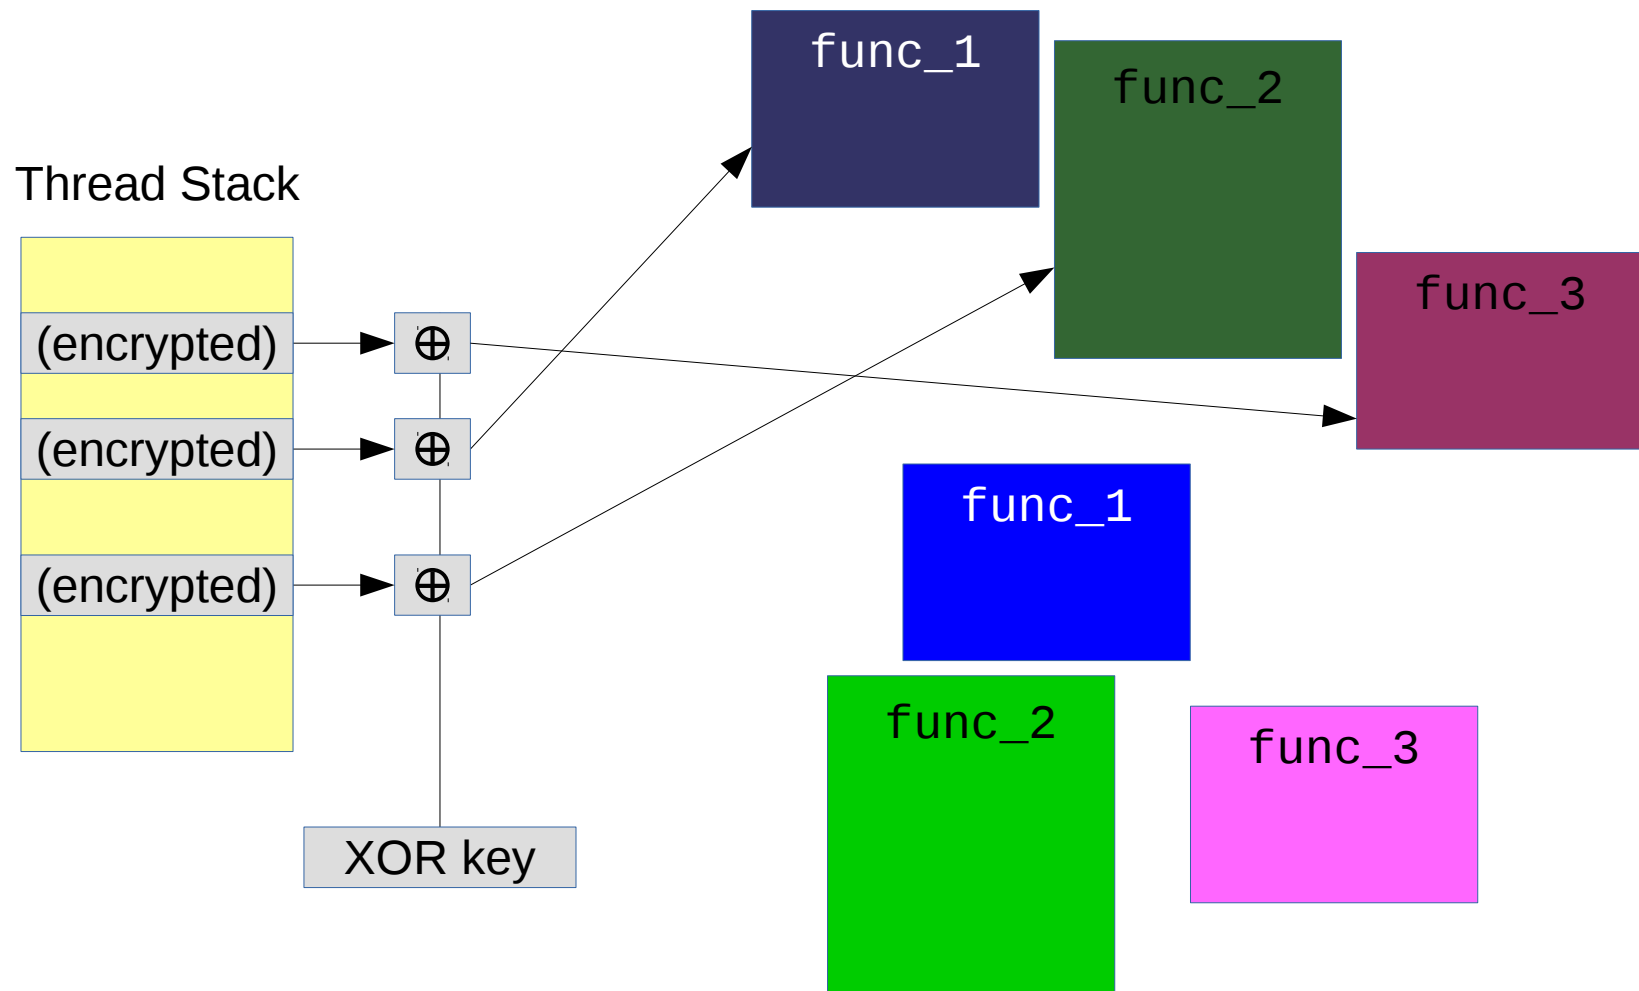 func_1
func_2
Thread Stack
func_3
(encrypted) ⊕
(encrypted) ⊕
func_1
(encrypted) ⊕
func_2
func_3
XOR key